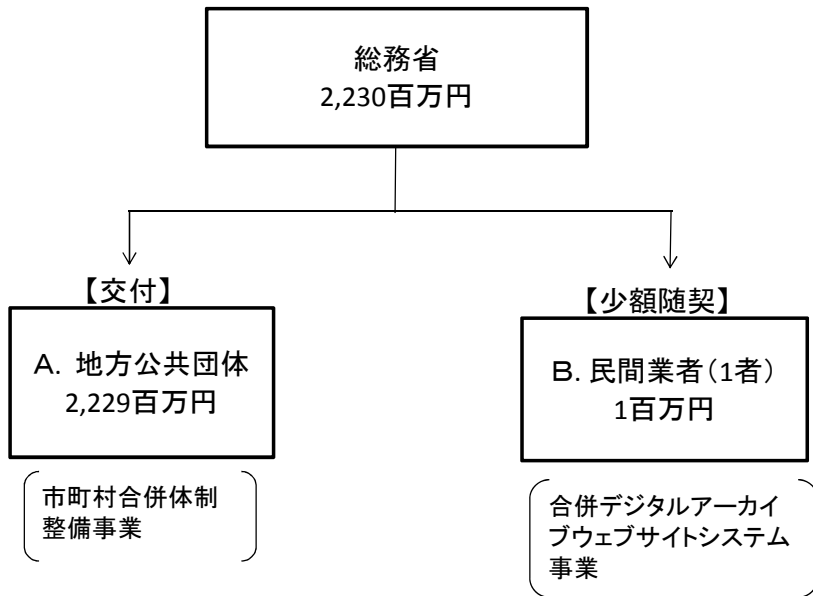 総務省
2,230百万円
【交付】
A. 地方公共団体
2,229百万円
市町村合併体制
整備事業
【少額随契】
B. 民間業者(1者)
1百万円
合併デジタルアーカイ
ブウェブサイトシステム
事業